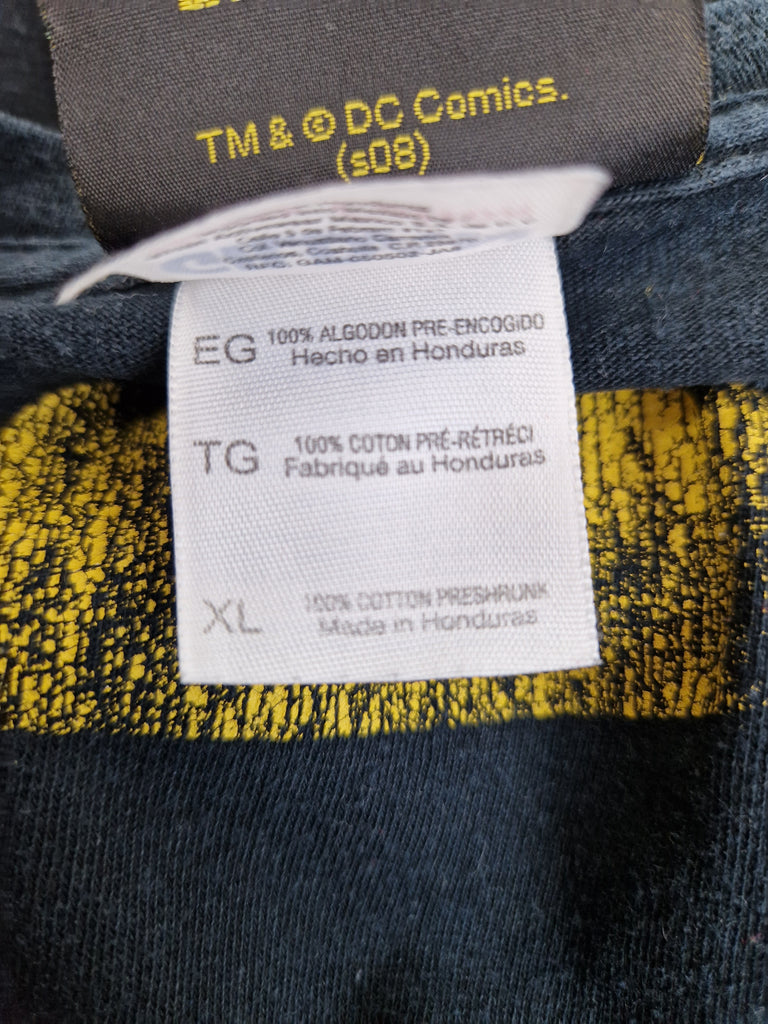 TM & © DC Comics.
(s08)
EG 100% ALGODON PRE-ENCOGIDO
Hecho en Honduras
TG 100% COTON PRÉ-RÉTRÉCI
Fabriqué au Honduras
XL 100% COTTON PRESHRUNK
Made in Honduras